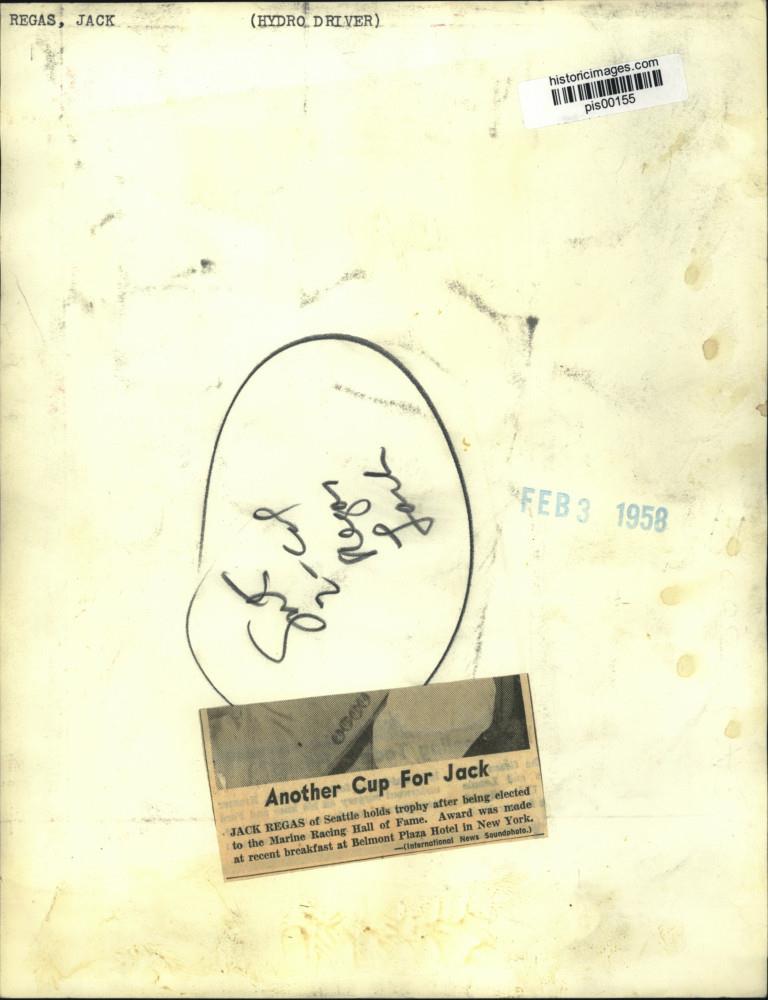 REGAS, JACK (HYDRO DRIVER)
historicimages.com
pis00155
Regas
FEB 3 1958
Another Cup For Jack
JACK REGAS of Seattle holds trophy after being elected
to the Marine Racing Hall of Fame. Award was made
at recent breakfast at Belmont Plaza Hotel in New York.
—(International News Soundphoto.)